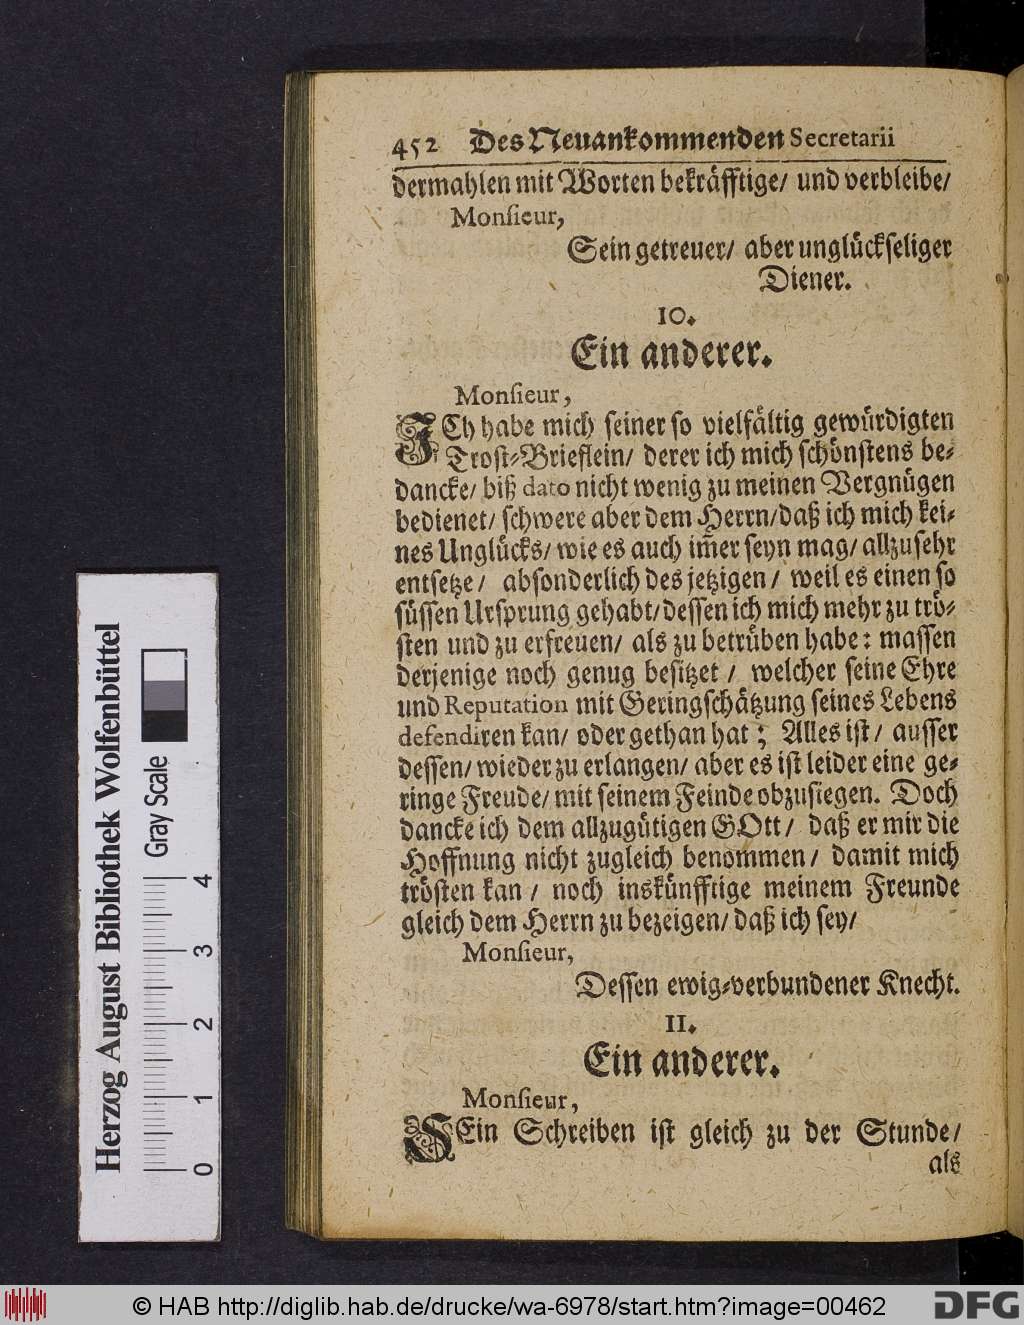 452 Des Neuankommenden Secretarii
dermahlen mit Worten bekräfftige/ und verbleibe/
Monſieur,
Sein getreuer/ aber unglückſeliger
Diener.
10.
Ein anderer.
Monſieur,
ICh habe mich ſeiner ſo vielfältig gewürdigten
Troſt-Brieflein/ derer ich mich ſchönſtens be-
dancke/ biß dato nicht wenig zu meinen Vergnügen
bedienet/ ſchwere aber dem Herrn/ daß ich mich kei-
nes Unglücks/ wie es auch im̃er ſeyn mag/ allzuſehr
entſetze/ abſonderlich des jetzigen/ weil es einen ſo
ſüſſen Urſprung gehabt/ deſſen ich mich mehr zu trö-
ſten und zu erfreuen/ als zu betrüben habe: maſſen
derjenige noch genug beſitzet/ welcher ſeine Ehre
und Reputation mit Geringſchätzung ſeines Lebens
defendiren kan/ oder gethan hat; Alles iſt/ auſſer
deſſen/ wieder zu erlangen/ aber es iſt leider eine ge-
ringe Freude/ mit ſeinem Feinde obzuſiegen. Doch
dancke ich dem allzugütigen GOtt/ daß er mir die
Hoffnung nicht zugleich benommen/ damit mich
tröſten kan/ noch inskünfftige meinem Freunde
gleich dem Herrn zu bezeigen/ daß ich ſey/
Monſieur,
Deſſen ewig-verbundener Knecht.
11.
Ein anderer.
Monſieur,
SEin Schreiben iſt gleich zu der Stunde/
als
Herzog August Bibliothek Wolfenbüttel
Gray Scale
0 1 2 3 4
© HAB http://diglib.hab.de/drucke/wa-6978/start.htm?image=00462
DFG